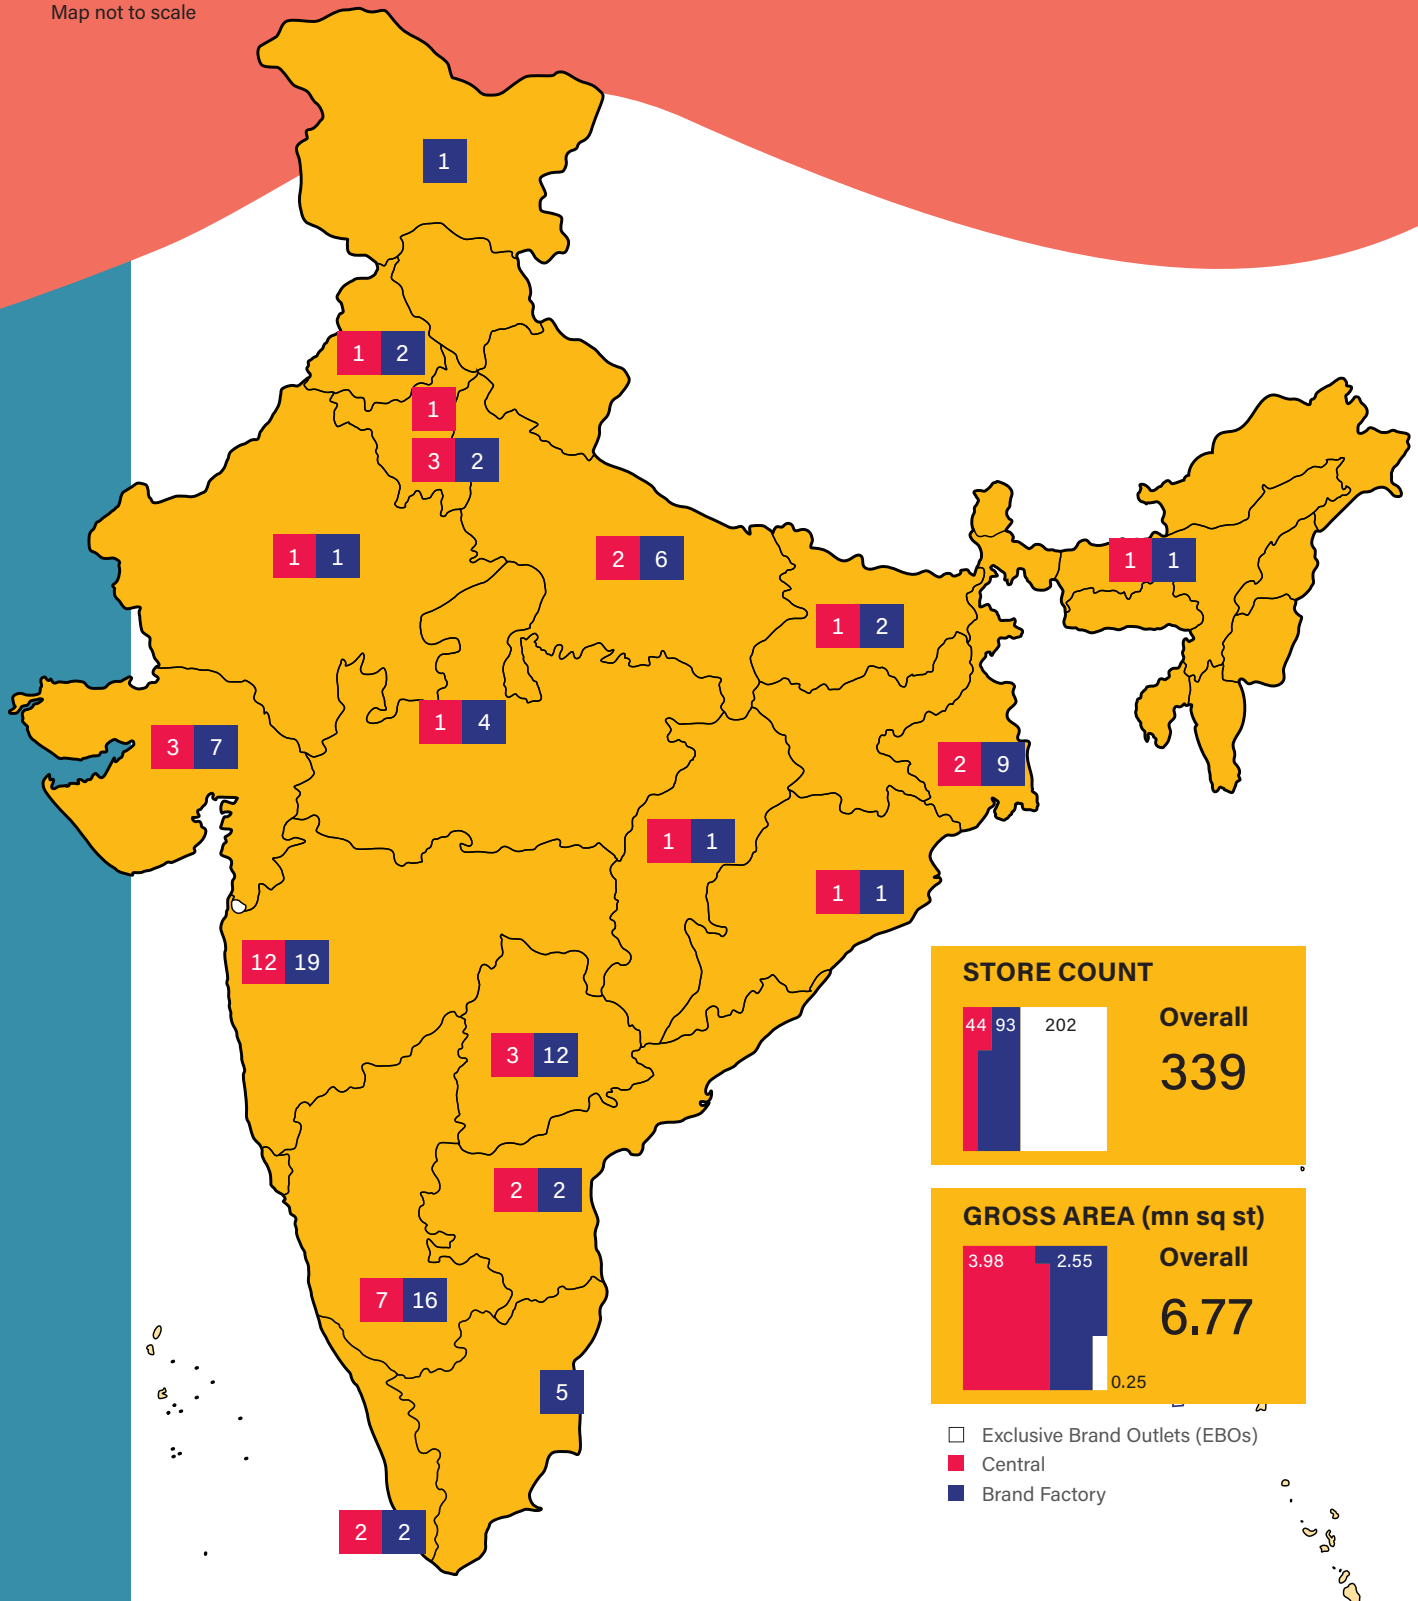 Map not to scale
1
1 2
1
3 2
1 1
2 6
1 1
1 2
1 4
3 7
2 9
1 1
1 1
12 19
3 12
2 2
7 16
5
2 2
STORE COUNT
44 93 202
Overall
339
GROSS AREA (mn sq st)
3.98 2.55
Overall
6.77
0.25
Exclusive Brand Outlets (EBOs)
Central
Brand Factory